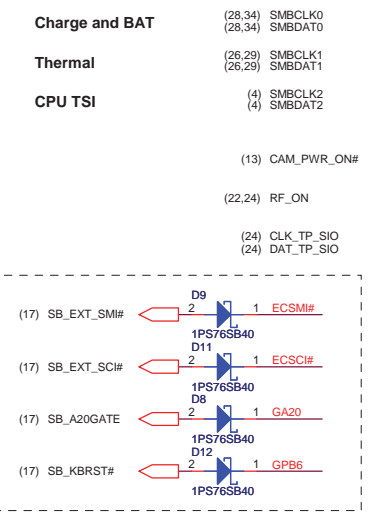 Charge and BAT (28,34) SMBCLK0
(28,34) SMBDAT0
Thermal (26,29) SMBCLK1
(26,29) SMBDAT1
CPU TSI (4) SMBCLK2
(4) SMBDAT2
(13) CAM_PWR_ON#
(22,24) RF_ON
(24) CLK_TP_SIO
(24) DAT_TP_SIO
D9
(17) SB_EXT_SMI# 2 1 ECSMI#
1PS76SB40
D11
(17) SB_EXT_SCI# 2 1 ECSCI#
1PS76SB40
D8
(17) SB_A20GATE 2 1 GA20
1PS76SB40
D12
(17) SB_KBRST# 2 1 GPB6
1PS76SB40